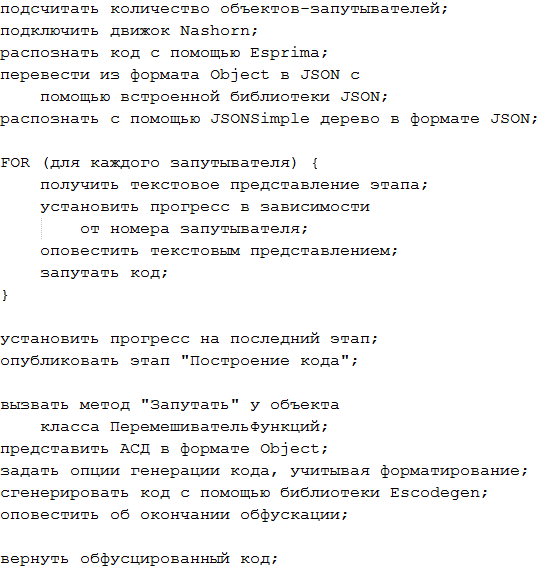 подсчитать количество объектов-запутывателей;
подключить движок Nashorn;
распознать код с помощью Esprima;
перевести из формата Object в JSON с
помощью встроенной библиотеки JSON;
распознать с помощью JSONSimple дерево в формате JSON;
FOR (для каждого запутывателя) {
получить текстовое представление этапа;
установить прогресс в зависимости
от номера запутывателя;
оповестить текстовым представлением;
запутать код;
}
установить прогресс на последний этап;
опубликовать этап "Построение кода";
вызвать метод "Запутать" у объекта
класса ПеремешивательФункций;
представить АСД в формате Object;
задать опции генерации кода, учитывая форматирование;
сгенерировать код с помощью библиотеки Escodegen;
оповестить об окончании обфускации;
вернуть обфусцированный код;